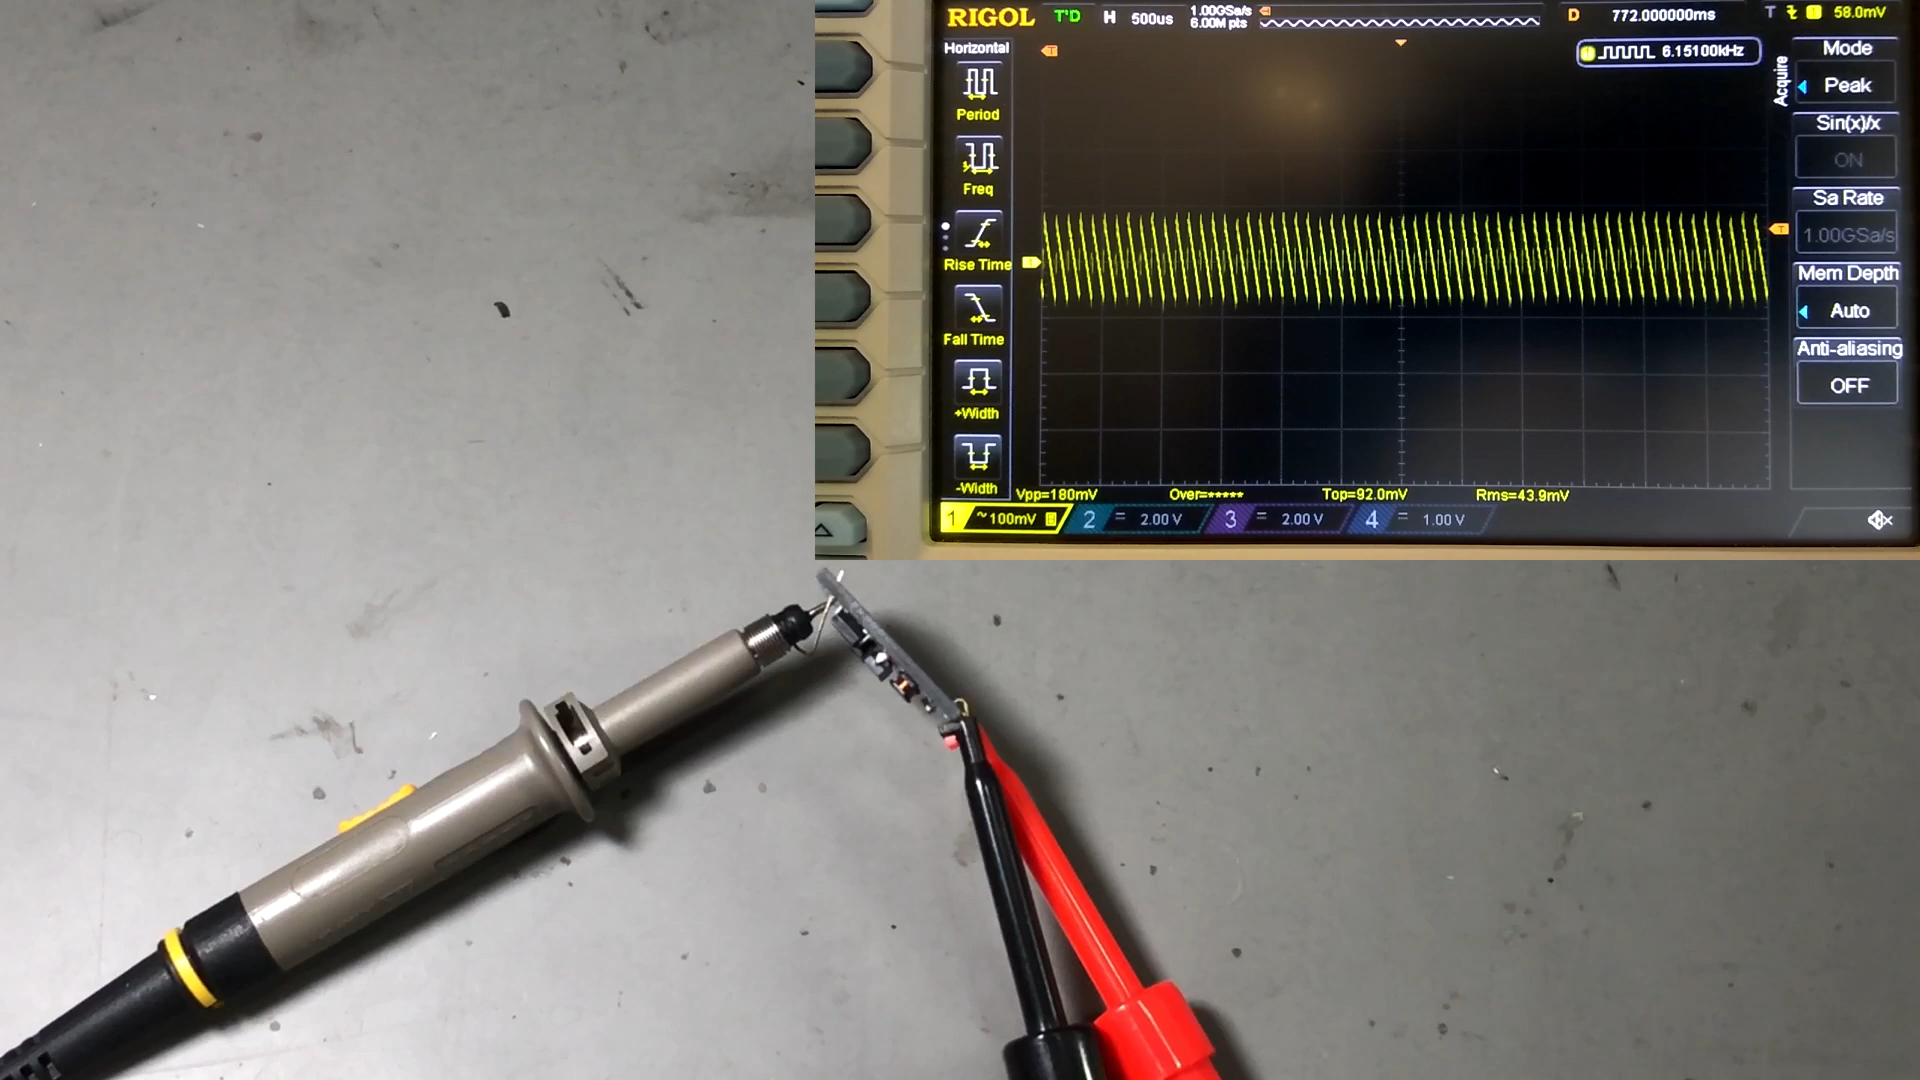 RIGOL T'D H 500us 1.00GSa/s 6.00M pts D 772.000000ms T 1 58.0mV
Horizontal
6.15100kHz
Period
Freq
Rise Time
Fall Time
+Width
-Width
Acquire
Mode
Peak
Sin(x)/x
ON
Sa Rate
1.00GSa/s
Mem Depth
Auto
Anti-aliasing
OFF
Vpp=180mV Over=***** Top=92.0mV Rms=43.9mV
1 ~ 100mV B 2 = 2.00 V 3 = 2.00 V 4 = 1.00 V